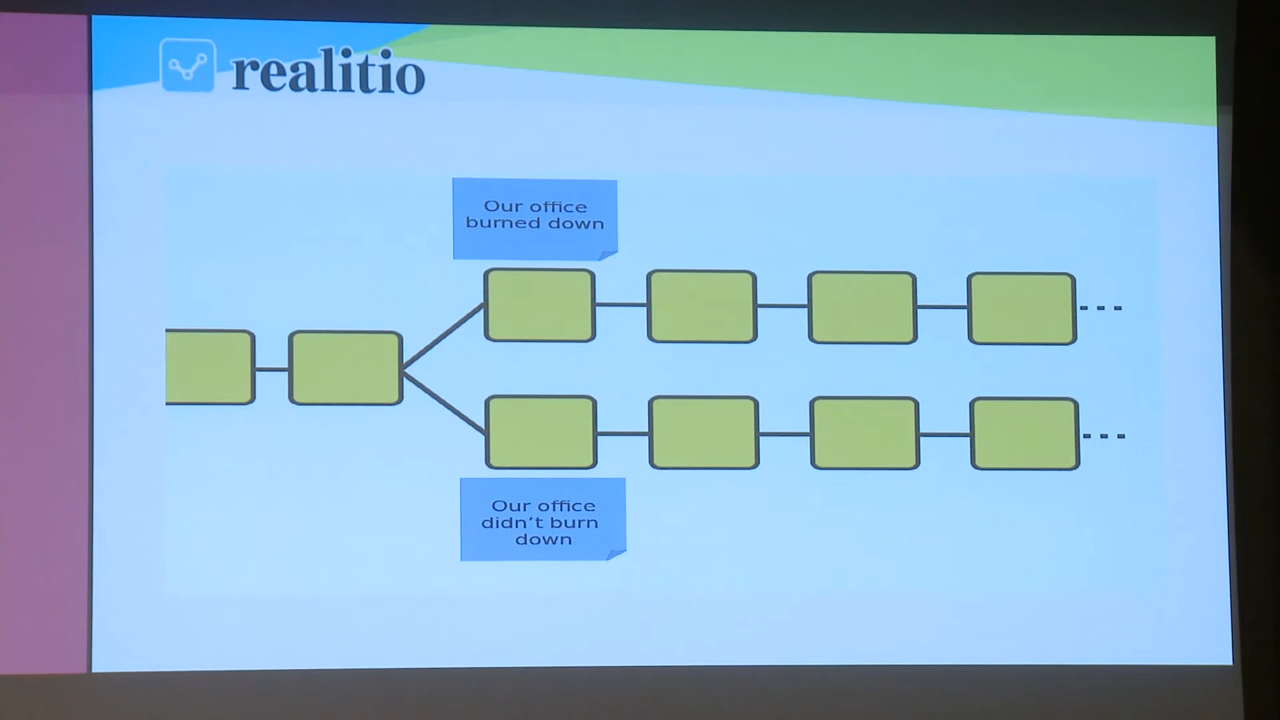 realitio
Our office
burned down
Our office
didn't burn
down